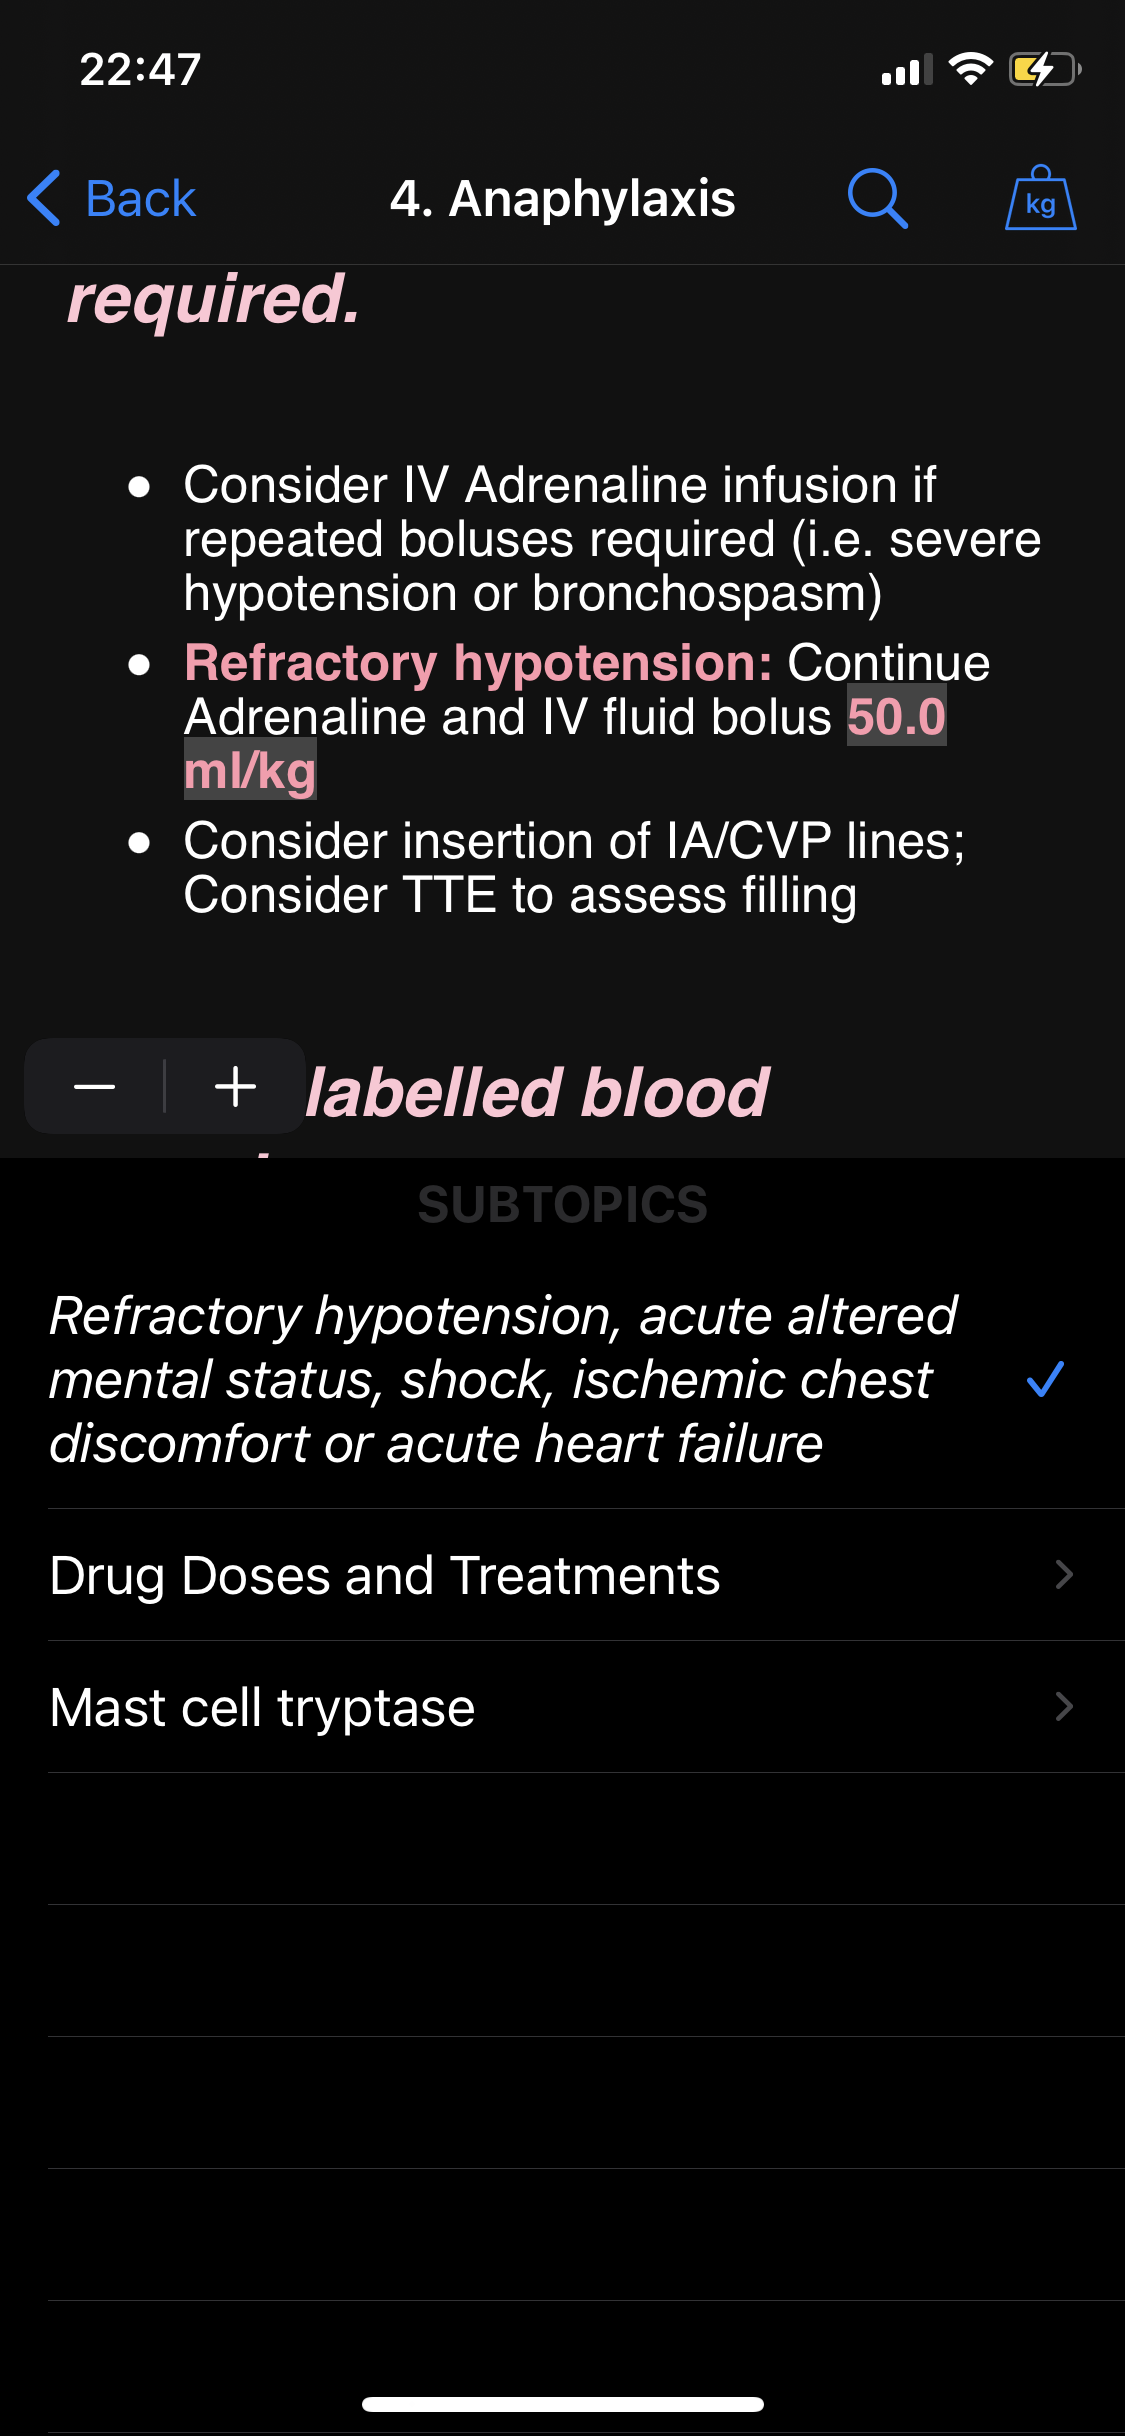 22:47
Back
4. Anaphylaxis
kg
required.
• Consider IV Adrenaline infusion if
repeated boluses required (i.e. severe
hypotension or bronchospasm)
• Refractory hypotension: Continue
Adrenaline and IV fluid bolus 50.0
ml/kg
• Consider insertion of IA/CVP lines;
Consider TTE to assess filling
− +
labelled blood
SUBTOPICS
Refractory hypotension, acute altered
mental status, shock, ischemic chest
discomfort or acute heart failure
Drug Doses and Treatments
Mast cell tryptase